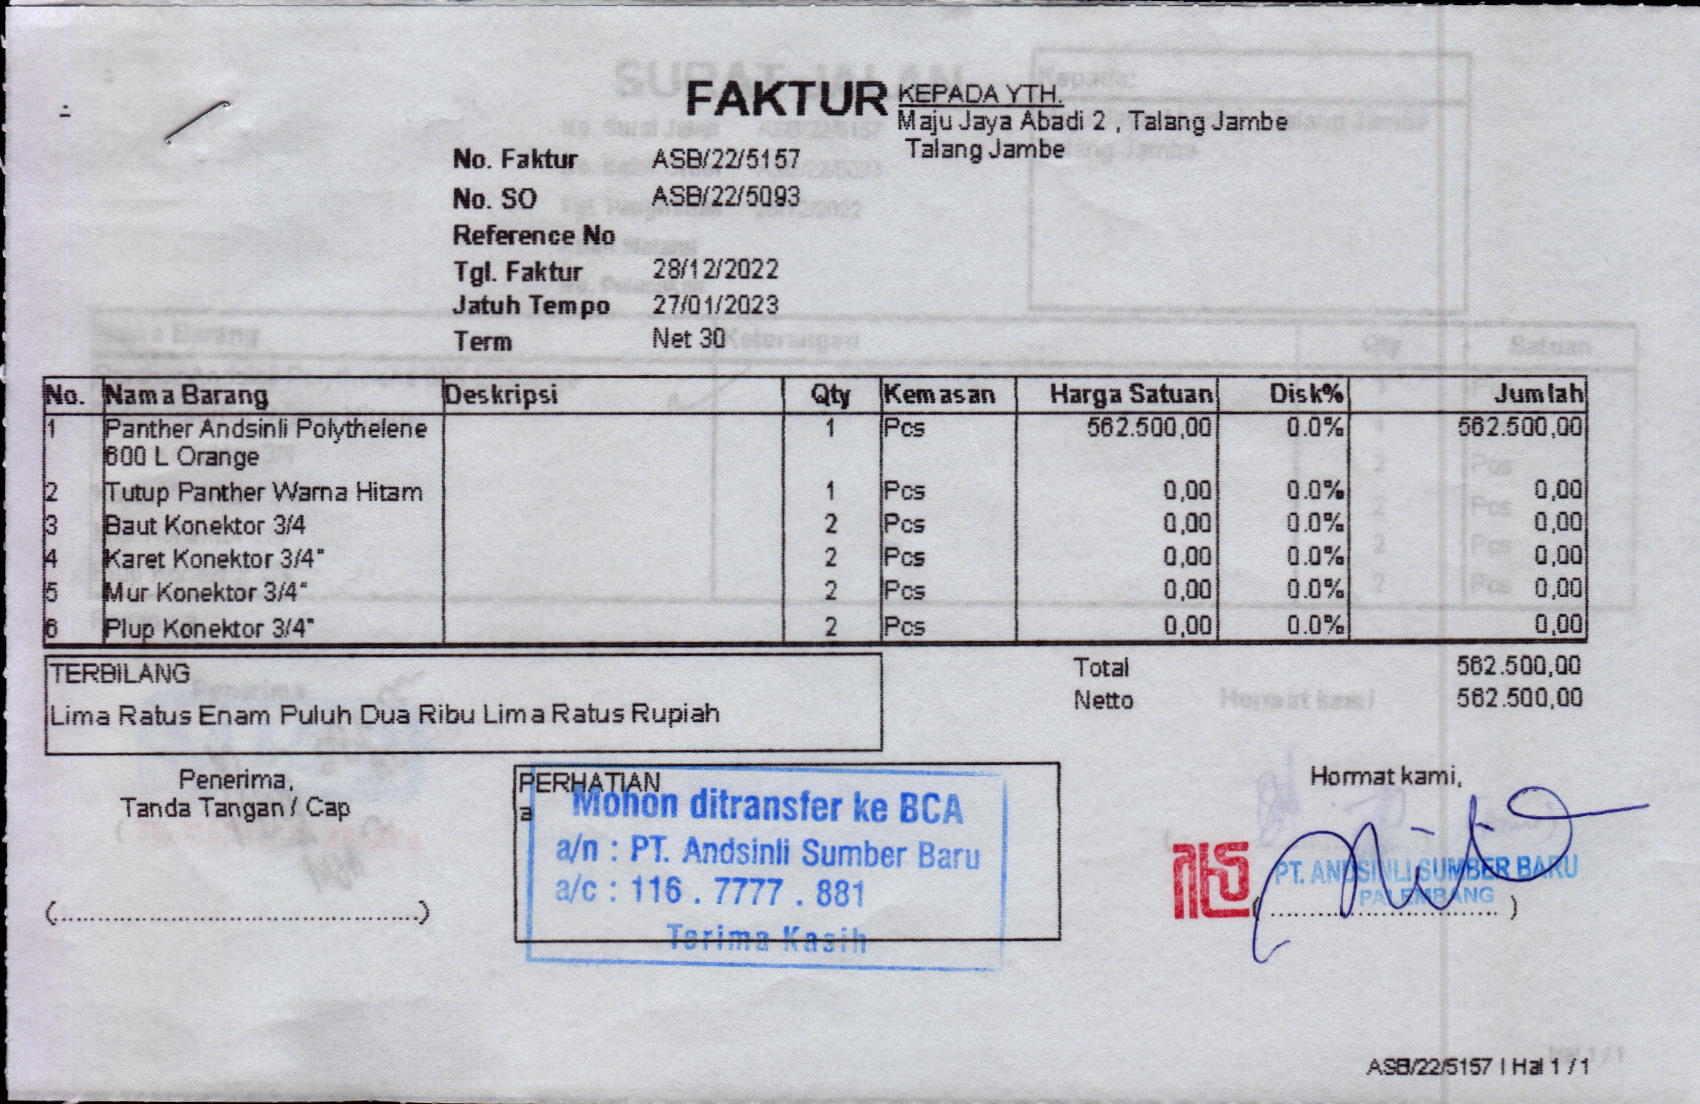 FAKTUR
KEPADA YTH.
Maju Jaya Abadi 2 , Talang Jambe
Talang Jambe
No. Faktur ASB/22/5157
No. SO ASB/22/5093
Reference No
Tgl. Faktur 28/12/2022
Jatuh Tempo 27/01/2023
Term Net 30
No. Nama Barang Deskripsi Qty Kemasan Harga Satuan Disk% Jumlah
1 Panther Andsinli Polythelene 1 Pcs 562.500,00 0.0% 562.500,00
600 L Orange
2 Tutup Panther Warna Hitam 1 Pcs 0,00 0.0% 0,00
3 Baut Konektor 3/4 2 Pcs 0,00 0.0% 0,00
4 Karet Konektor 3/4" 2 Pcs 0,00 0.0% 0,00
5 Mur Konektor 3/4" 2 Pcs 0,00 0.0% 0,00
6 Plup Konektor 3/4" 2 Pcs 0,00 0.0% 0,00
TERBILANG
Lima Ratus Enam Puluh Dua Ribu Lima Ratus Rupiah
Total 562.500,00
Netto 562.500,00
Penerima,
Tanda Tangan / Cap
(..........................................)
PERHATIAN
a
Mohon ditransfer ke BCA
a/n : PT. Andsinli Sumber Baru
a/c : 116 . 7777 . 881
Terima Kasih
Hormat kami,
PT. ANDSINLI SUMBER BARU
PALEMBANG
(..........................)
ASB/22/5157 | Hal 1 / 1